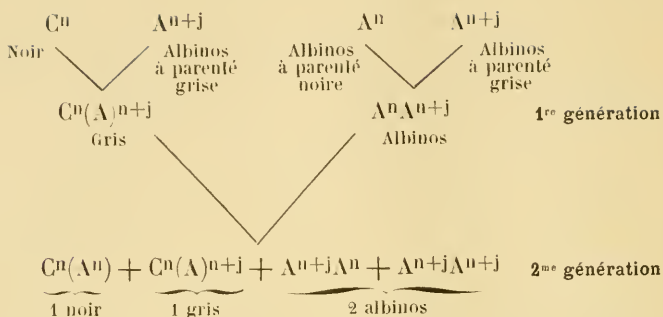 Cⁿ Aⁿ⁺ʲ Aⁿ Aⁿ⁺ʲ
Noir Albinos Albinos Albinos
à parenté à parenté à parenté
grise noire grise
Cⁿ(A)ⁿ⁺ʲ AⁿAⁿ⁺ʲ 1ʳᵉ génération
Gris Albinos
Cⁿ(Aⁿ) + Cⁿ(A)ⁿ⁺ʲ + Aⁿ⁺ʲAⁿ + Aⁿ⁺ʲAⁿ⁺ʲ 2ᵐᵉ génération
1 noir 1 gris 2 albinos